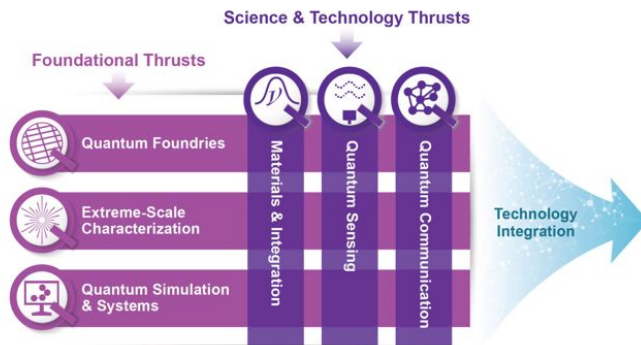 Science & Technology Thrusts
Foundational Thrusts
Quantum Foundries
Extreme-Scale
Characterization
Quantum Simulation
& Systems
Materials & Integration
Quantum Sensing
Quantum Communication
Technology
Integration